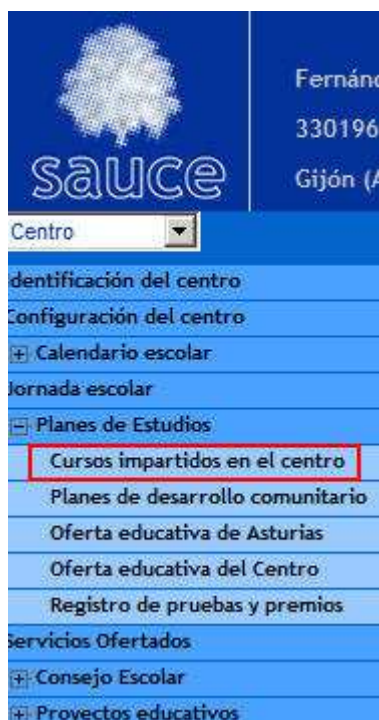 Fernánd
330196
Gijón (A
sauce
Centro
dentificación del centro
Configuración del centro
Calendario escolar
Jornada escolar
Planes de Estudios
Cursos impartidos en el centro
Planes de desarrollo comunitario
Oferta educativa de Asturias
Oferta educativa del Centro
Registro de pruebas y premios
Servicios Ofertados
Consejo Escolar
Proyectos educativos